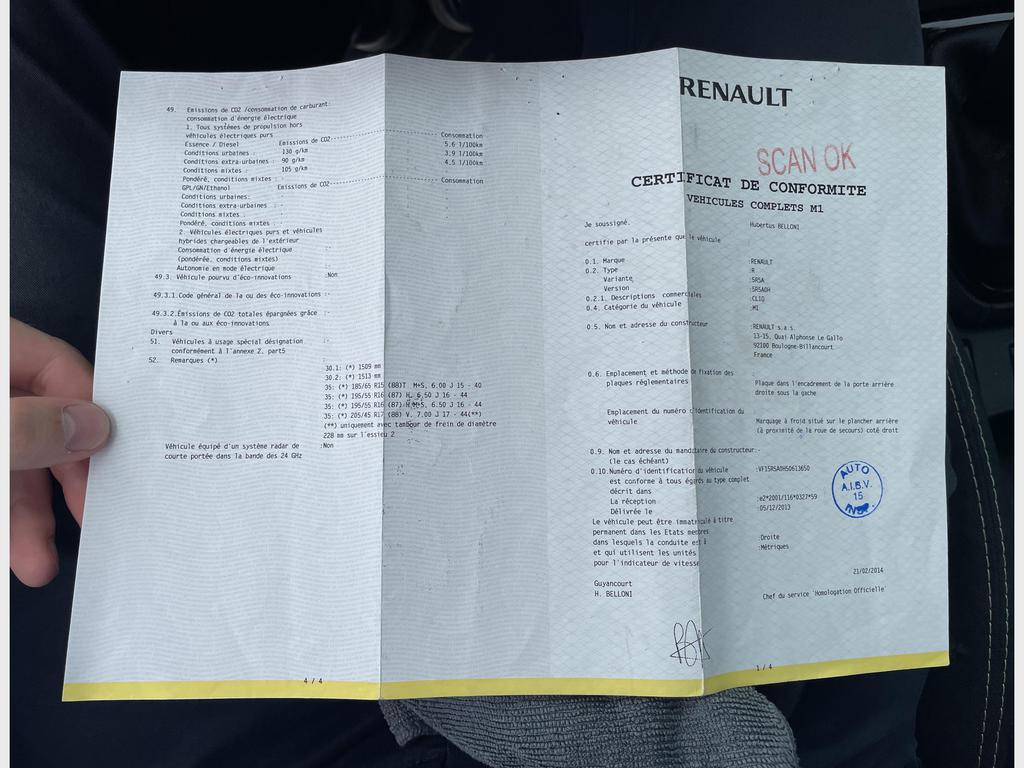 49. Emissions de CO2 /consommation de carburant:
consommation d'énergie électrique
1. Tous systèmes de propulsion hors
véhicules électriques purs
Essence / Diesel Emissions de CO2 Consommation
Conditions urbaines : 130 g/km 5.6 l/100km
Conditions extra-urbaines : 90 g/km 3.9 l/100km
Conditions mixtes : 105 g/km 4.5 l/100km
Pondéré, conditions mixtes :
GPL/GN/Ethanol Emissions de CO2 Consommation
Conditions urbaines:
Conditions extra-urbaines :
Conditions mixtes :
Pondéré, conditions mixtes :
2. Véhicules électriques purs et véhicules
hybrides chargeables de l'extérieur
Consommation d'énergie électrique
(pondérée, conditions mixtes)
Autonomie en mode électrique
49.3. Véhicule pourvu d'éco-innovations :Non
49.3.1.Code général de la ou des éco-innovations :-
49.3.2.Émissions de CO2 totales épargnées grâce
à la ou aux éco-innovations
Divers
51. Véhicules à usage spécial désignation
conformément à l'annexe 2. part5
52. Remarques (*)
30.1: (*) 1509 mm
30.2: (*) 1513 mm
35: (*) 185/65 R15 (88)T M+S. 6.00 J 15 - 40
35: (*) 195/55 R16 (87) H. 6.50 J 16 - 44
35: (*) 195/55 R16 (87) H M+S. 6.50 J 16 - 44
35: (*) 205/45 R17 (88) V. 7.00 J 17 - 44(**)
(**) uniquement avec tambour de frein de diamètre
228 mm sur l'essieu 2
Véhicule équipé d'un système radar de :Non
courte portée dans la bande des 24 GHz
4 / 4
RENAULT
SCAN OK
CERTIFICAT DE CONFORMITE
VEHICULES COMPLETS M1
Je soussigné. Hubertus BELLONI
certifie par la présente que le véhicule
0.1. Marque :RENAULT
0.2. Type :R
Variante :5R5A
Version :5R5A0H
0.2.1. Descriptions commerciales :CLIO
0.4. Catégorie du véhicule :M1
0.5. Nom et adresse du constructeur :RENAULT s.a.s.
13-15, Quai Alphonse Le Gallo
92100 Boulogne-Billancourt
France
0.6. Emplacement et méthode de fixation des
plaques réglementaires Plaque dans l'encadrement de la porte arrière
droite sous la gache
Emplacement du numéro d'identification du
véhicule Marquage à froid situé sur le plancher arrière
(à proximité de la roue de secours) coté droit
0.9. Nom et adresse du mandataire du constructeur:-
(le cas échéant)
0.10.Numéro d'identification du véhicule :VF15R5A0H50613650
est conforme à tous égards au type complet
décrit dans
La réception :e2*2001/116*0327*59
Délivrée le :05/12/2013
AUTO
A.I.B.V.
15
INSP.
Le véhicule peut être immatriculé à titre
permanent dans les Etats membres
dans lesquels la conduite est à :Droite
et qui utilisent les unités :Métriques
pour l'indicateur de vitesse
21/02/2014
Guyancourt
H. BELLONI Chef du service 'Homologation Officielle'
1 / 4